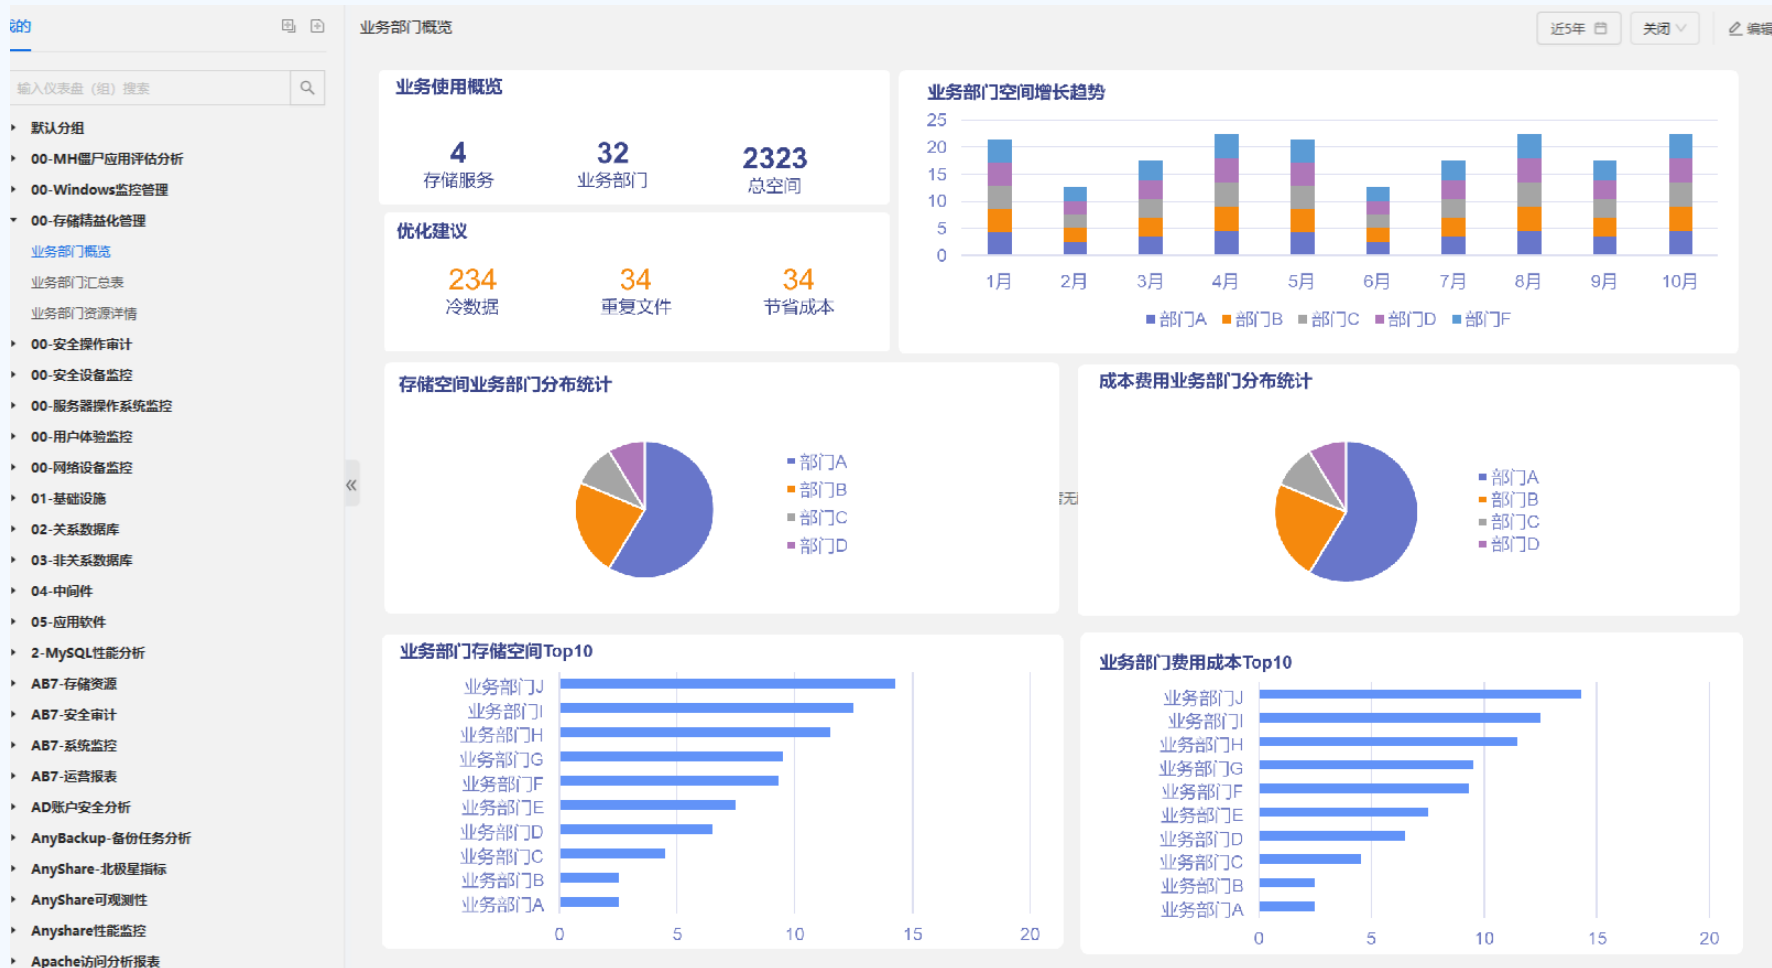 我的
输入仪表盘（组）搜索
默认分组
00-MH僵尸应用评估分析
00-Windows监控管理
00-存储精益化管理
业务部门概览
业务部门汇总表
业务部门资源详情
00-安全操作审计
00-安全设备监控
00-服务器操作系统监控
00-用户体验监控
00-网络设备监控
01-基础设施
02-关系数据库
03-非关系数据库
04-中间件
05-应用软件
2-MySQL性能分析
AB7-存储资源
AB7-安全审计
AB7-系统监控
AB7-运营报表
AD账户安全分析
AnyBackup-备份任务分析
AnyShare-北极星指标
AnyShare可观测性
Anyshare性能监控
Apache访问分析报表
«
业务部门概览
近5年
关闭
编辑
业务使用概览
4
存储服务
32
业务部门
2323
总空间
优化建议
234
冷数据
34
重复文件
34
节省成本
业务部门空间增长趋势
25
20
15
10
5
0
1月 2月 3月 4月 5月 6月 7月 8月 9月 10月
部门A 部门B 部门C 部门D 部门F
存储空间业务部门分布统计
部门A
部门B
部门C
部门D
无
成本费用业务部门分布统计
部门A
部门B
部门C
部门D
业务部门存储空间Top10
业务部门J
业务部门I
业务部门H
业务部门G
业务部门F
业务部门E
业务部门D
业务部门C
业务部门B
业务部门A
0 5 10 15 20
业务部门费用成本Top10
业务部门J
业务部门I
业务部门H
业务部门G
业务部门F
业务部门E
业务部门D
业务部门C
业务部门B
业务部门A
0 5 10 15 20